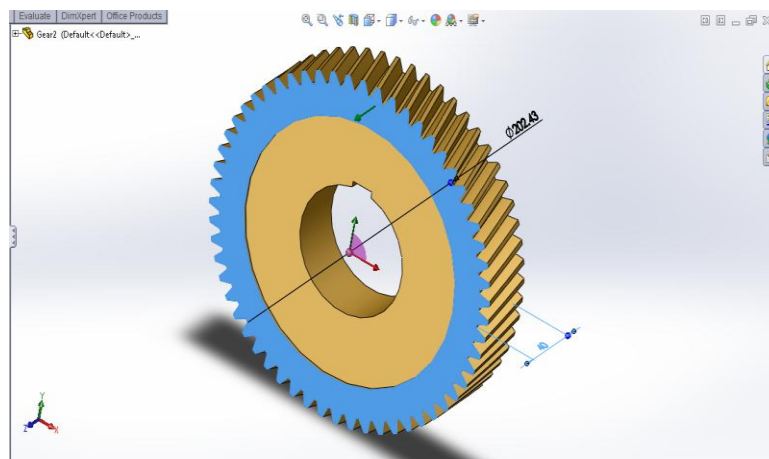 Evaluate DimXpert Office Products
Gear2 (Default<<Default>_...
Ø202.43
Y
Z X